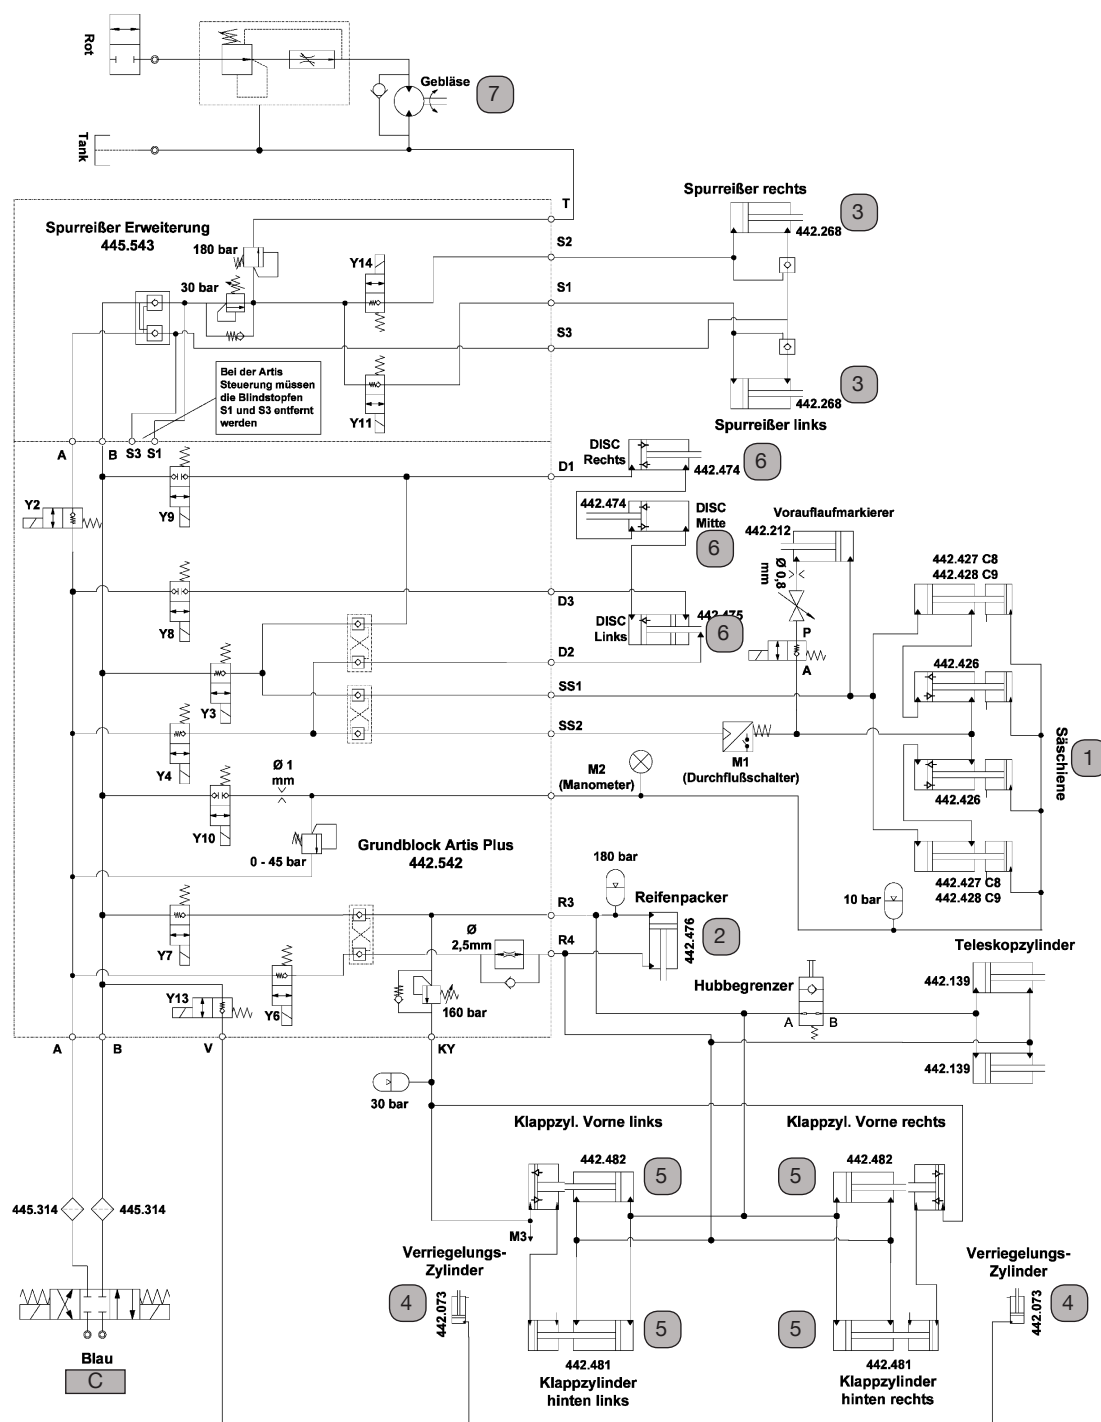 Rot
Gebläse
7
Tank
T
Spurreißer Erweiterung
445.543
180 bar
Y14
S2
30 bar
S1
S3
Y11
Bei der Artis
Steuerung müssen
die Blindstopfen
S1 und S3 entfernt
werden
Spurreißer rechts
3
442.268
3
442.268
Spurreißer links
A
B
S3
S1
Y2
Y9
D1
DISC
Rechts
442.474
6
442.474
DISC
Mitte
6
Vorauflaufmarkierer
442.212
Ø 0,8
mm
442.427 C8
442.428 C9
Y8
D3
DISC
Links
442.475
6
P
A
D2
Y3
SS1
442.426
Y4
SS2
M1
(Durchflußschalter)
Säschiene
1
Ø 1
mm
M2
(Manometer)
442.426
Y10
0 - 45 bar
Grundblock Artis Plus
442.542
180 bar
442.427 C8
442.428 C9
10 bar
Reifenpacker
442.476
2
R3
Y7
Ø
2,5mm
R4
Teleskopzylinder
442.139
Hubbegrenzer
A
B
Y13
Y6
160 bar
442.139
A
B
V
KY
30 bar
Klappzyl. Vorne links
442.482
5
Klappzyl. Vorne rechts
5
442.482
445.314
445.314
M3
Verriegelungs-
Zylinder
4
442.073
5
442.481
Klappzylinder
hinten links
5
442.481
Klappzylinder
hinten rechts
Verriegelungs-
Zylinder
442.073
4
Blau
C